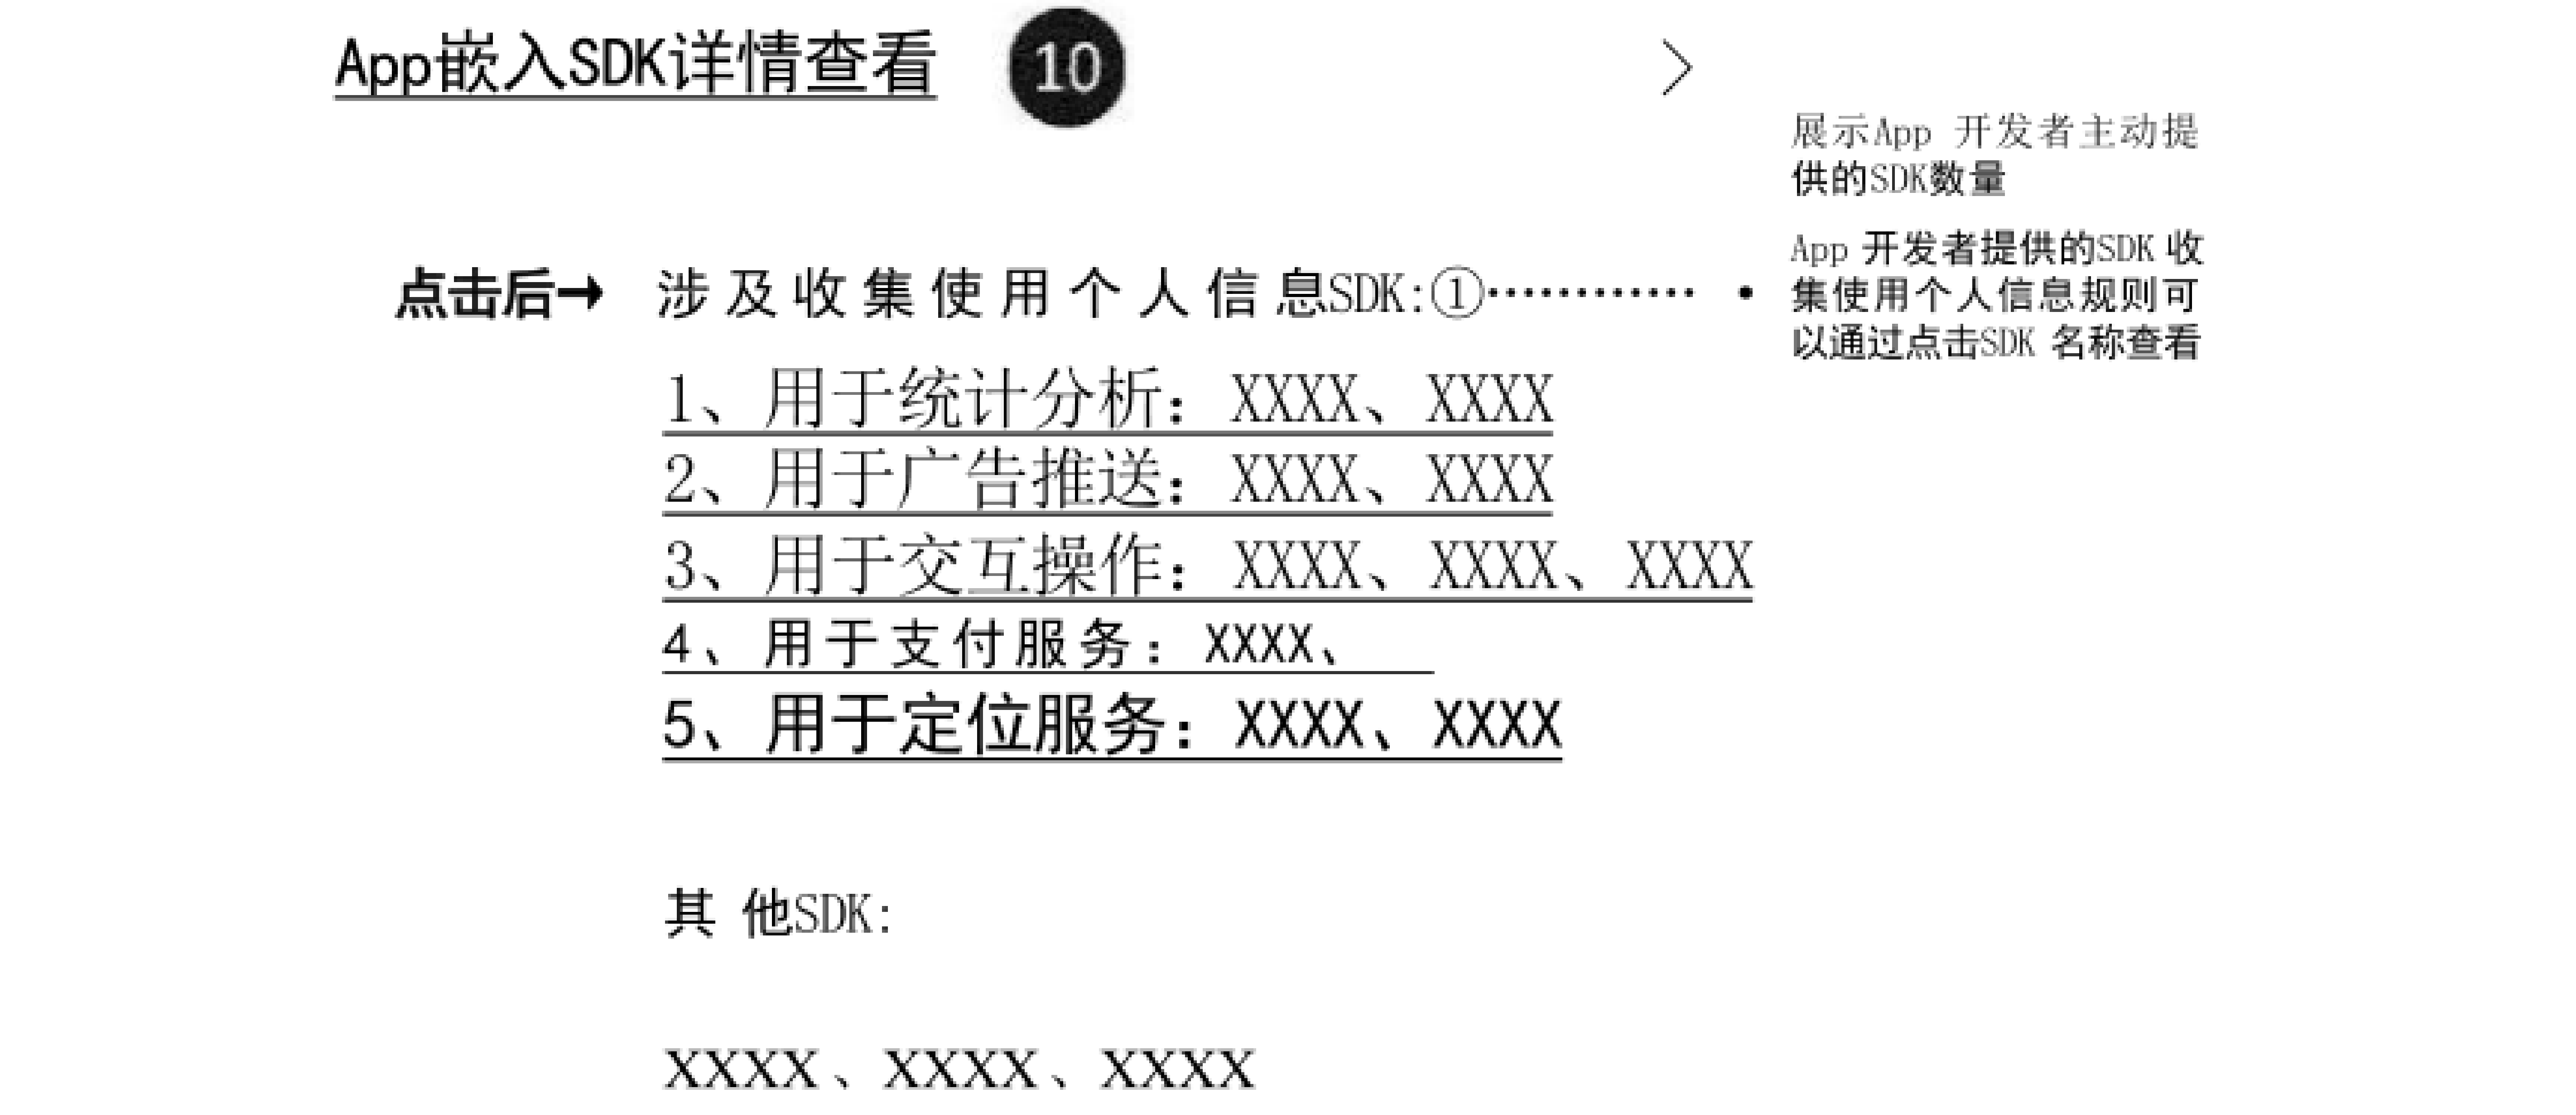 App嵌入SDK详情查看 10 >
展示App 开发者主动提
供的SDK数量
App 开发者提供的SDK 收
集使用个人信息规则可
以通过点击SDK 名称查看
点击后→ 涉及收集使用个人信息SDK:①············ •
1、用于统计分析：XXXX、XXXX
2、用于广告推送：XXXX、XXXX
3、用于交互操作：XXXX、XXXX、XXXX
4、用于支付服务：XXXX、
5、用于定位服务：XXXX、XXXX
其 他SDK:
XXXX、XXXX、XXXX